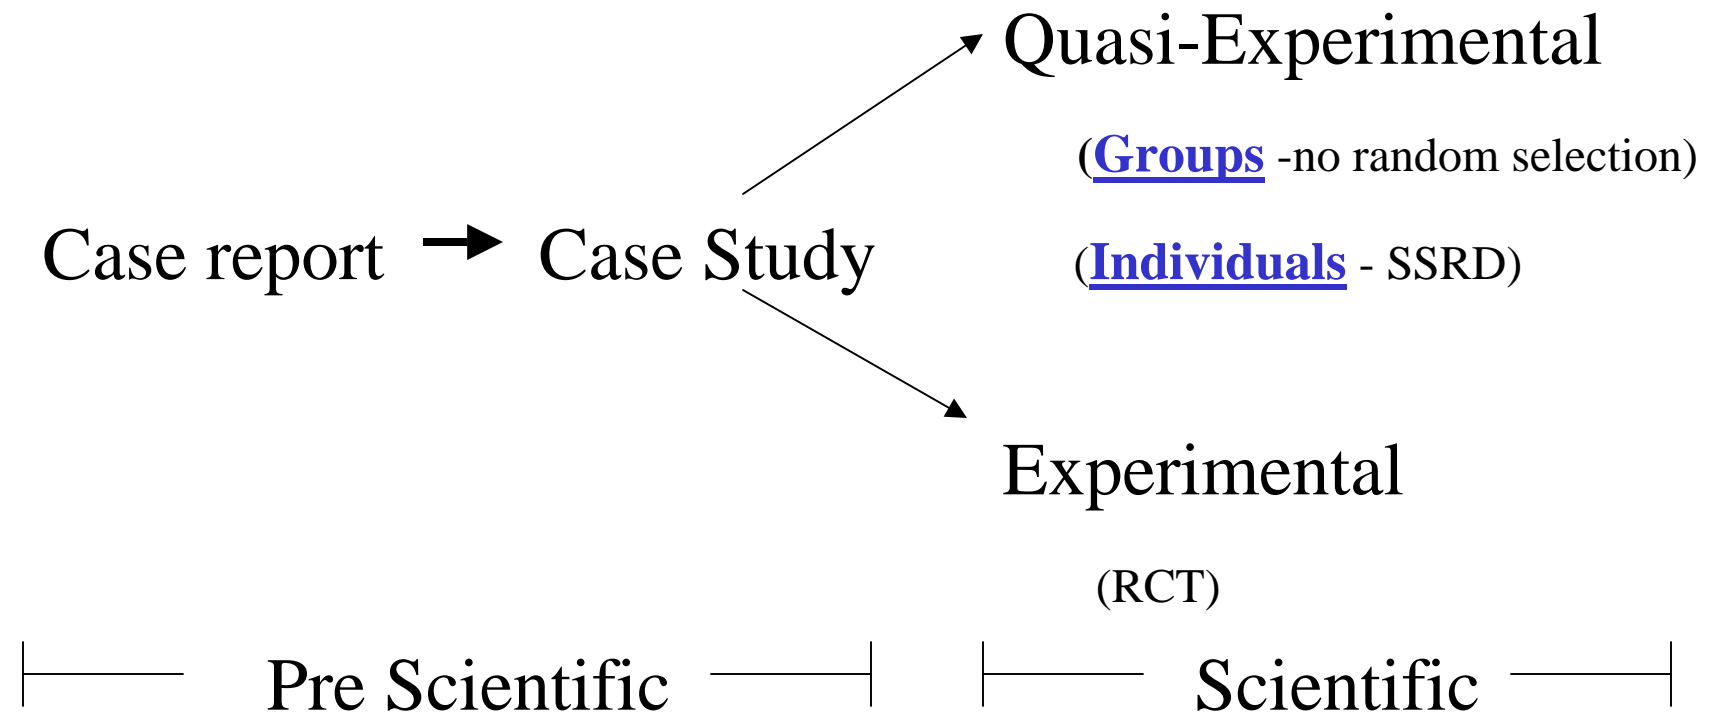 Quasi-Experimental
(Groups -no random selection)
Case report
Case Study
(Individuals - SSRD)
Experimental
(RCT)
Pre Scientific
Scientific